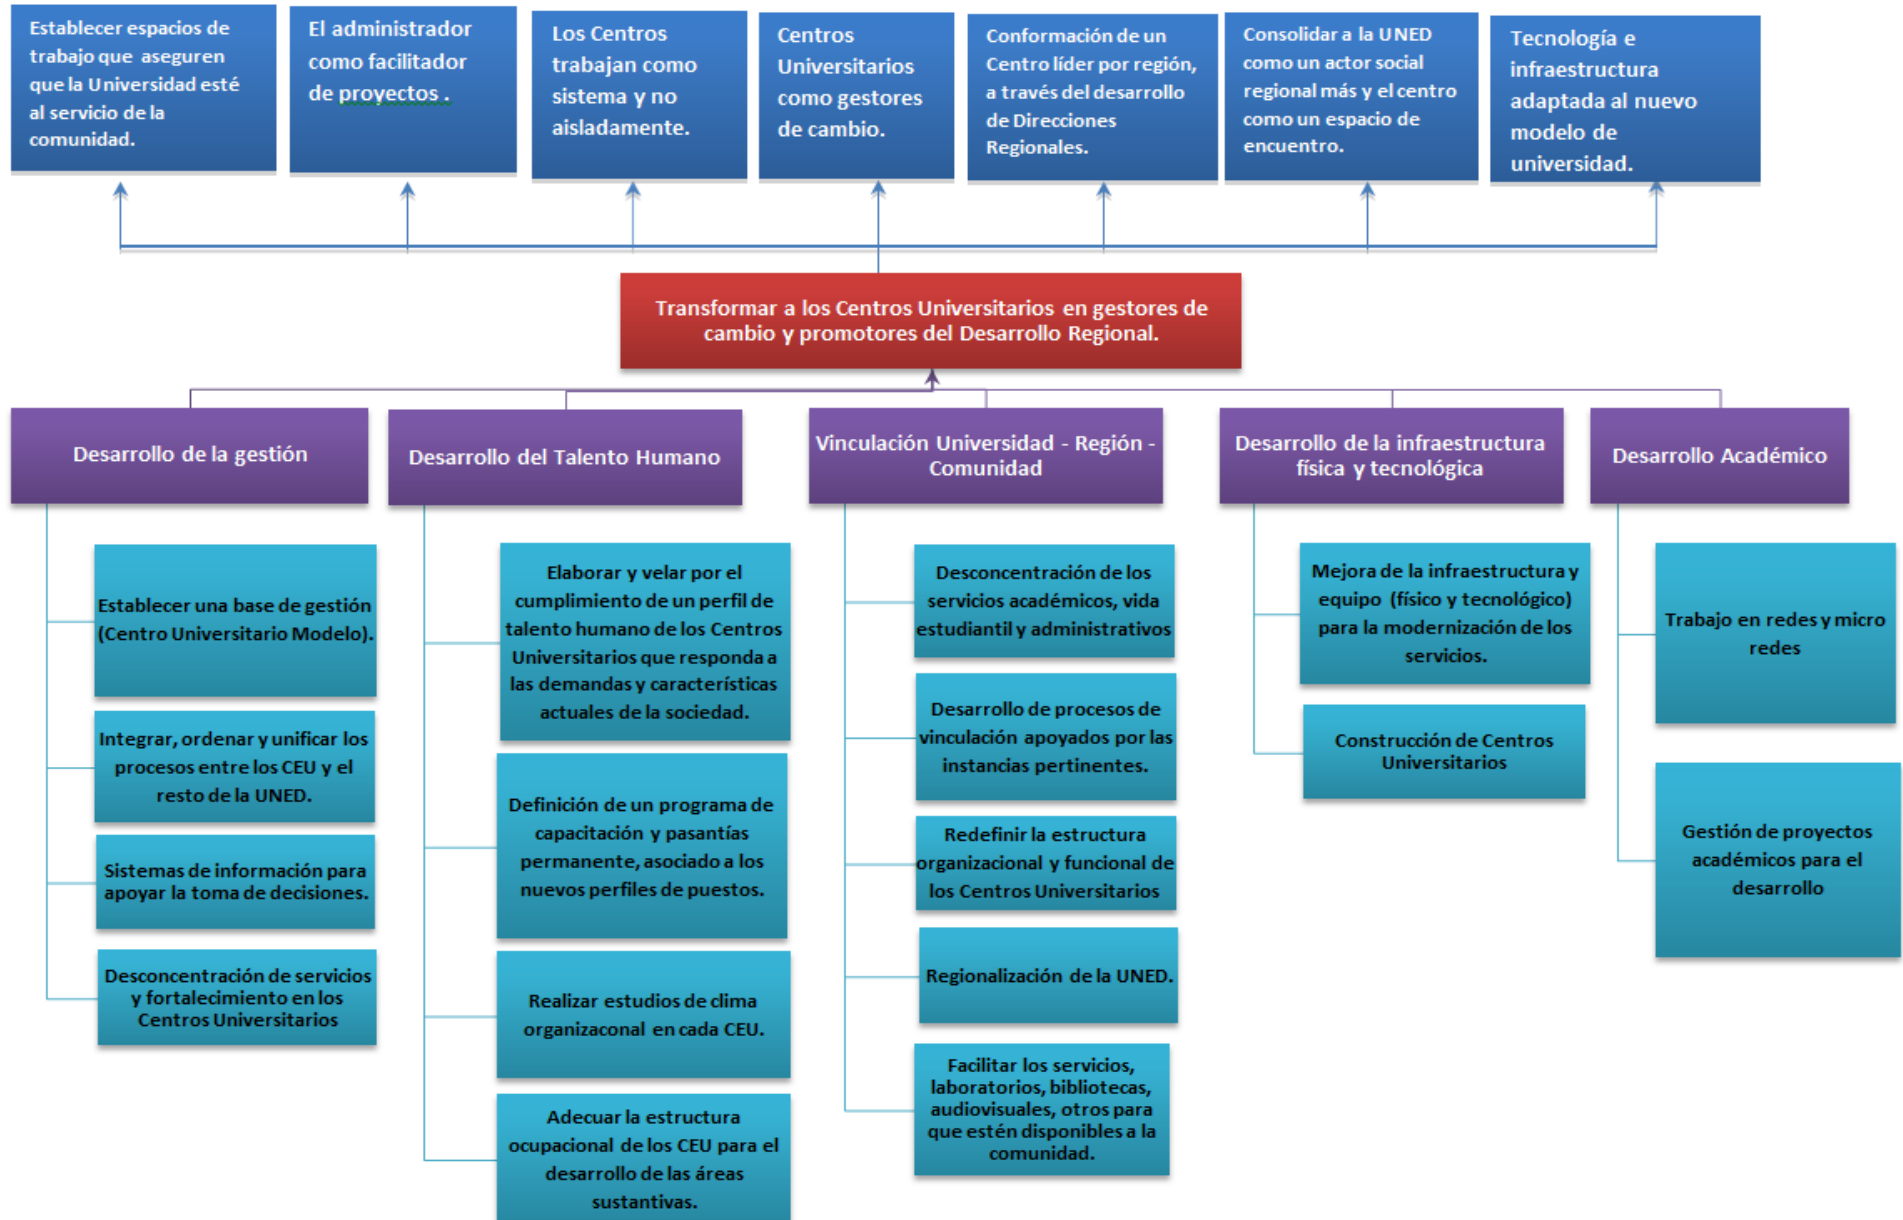 Establecer espacios de
trabajo que aseguren
que la Universidad esté
al servicio de la
comunidad.
El administrador
como facilitador
de proyectos .
Los Centros
trabajan como
sistema y no
aisladamente.
Centros
Universitarios
como gestores
de cambio.
Conformación de un
Centro líder por región,
a través del desarrollo
de Direcciones
Regionales.
Consolidar a la UNED
como un actor social
regional más y el centro
como un espacio de
encuentro.
Tecnología e
infraestructura
adaptada al nuevo
modelo de
universidad.
Transformar a los Centros Universitarios en gestores de
cambio y promotores del Desarrollo Regional.
Desarrollo de la gestión
Establecer una base de gestión
(Centro Universitario Modelo).
Integrar, ordenar y unificar los
procesos entre los CEU y el
resto de la UNED.
Sistemas de información para
apoyar la toma de decisiones.
Desconcentración de servicios
y fortalecimiento en los
Centros Universitarios
Desarrollo del Talento Humano
Elaborar y velar por el
cumplimiento de un perfil de
talento humano de los Centros
Universitarios que responda a
las demandas y características
actuales de la sociedad.
Definición de un programa de
capacitación y pasantías
permanente, asociado a los
nuevos perfiles de puestos.
Realizar estudios de clima
organizaconal en cada CEU.
Adecuar la estructura
ocupacional de los CEU para el
desarrollo de las áreas
sustantivas.
Vinculación Universidad - Región -
Comunidad
Desconcentración de los
servicios académicos, vida
estudiantil y administrativos
Desarrollo de procesos de
vinculación apoyados por las
instancias pertinentes.
Redefinir la estructura
organizacional y funcional de
los Centros Universitarios
Regionalización de la UNED.
Facilitar los servicios,
laboratorios, bibliotecas,
audiovisuales, otros para
que estén disponibles a la
comunidad.
Desarrollo de la infraestructura
física y tecnológica
Mejora de la infraestructura y
equipo (físico y tecnológico)
para la modernización de los
servicios.
Construcción de Centros
Universitarios
Desarrollo Académico
Trabajo en redes y micro
redes
Gestión de proyectos
académicos para el
desarrollo